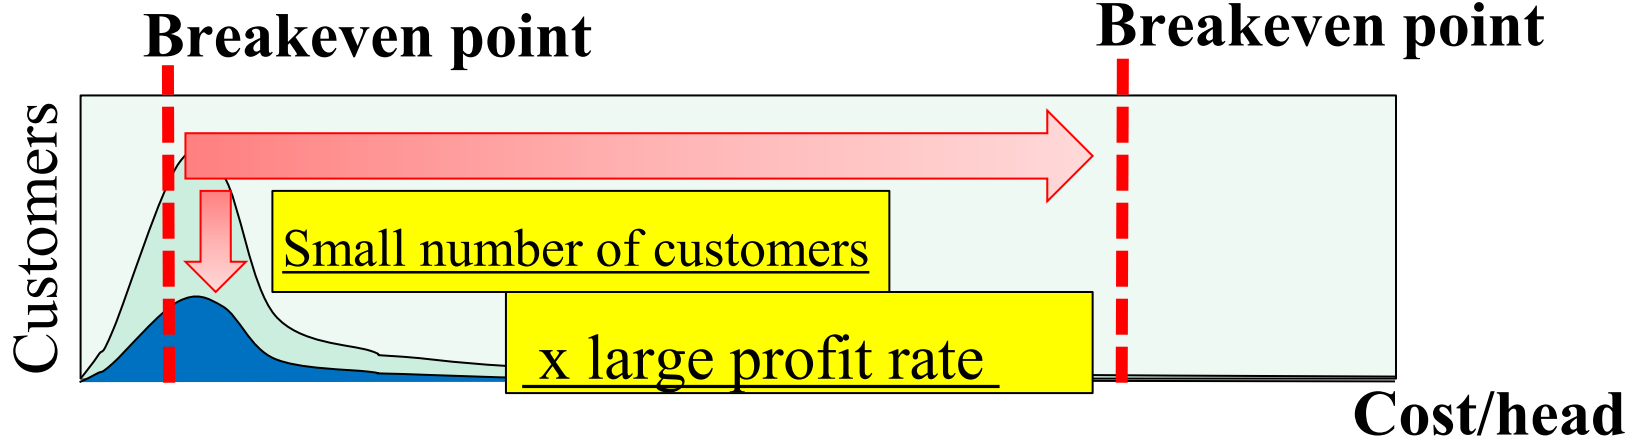 Breakeven point
Breakeven point
Customers
Small number of customers
x large profit rate
Cost/head